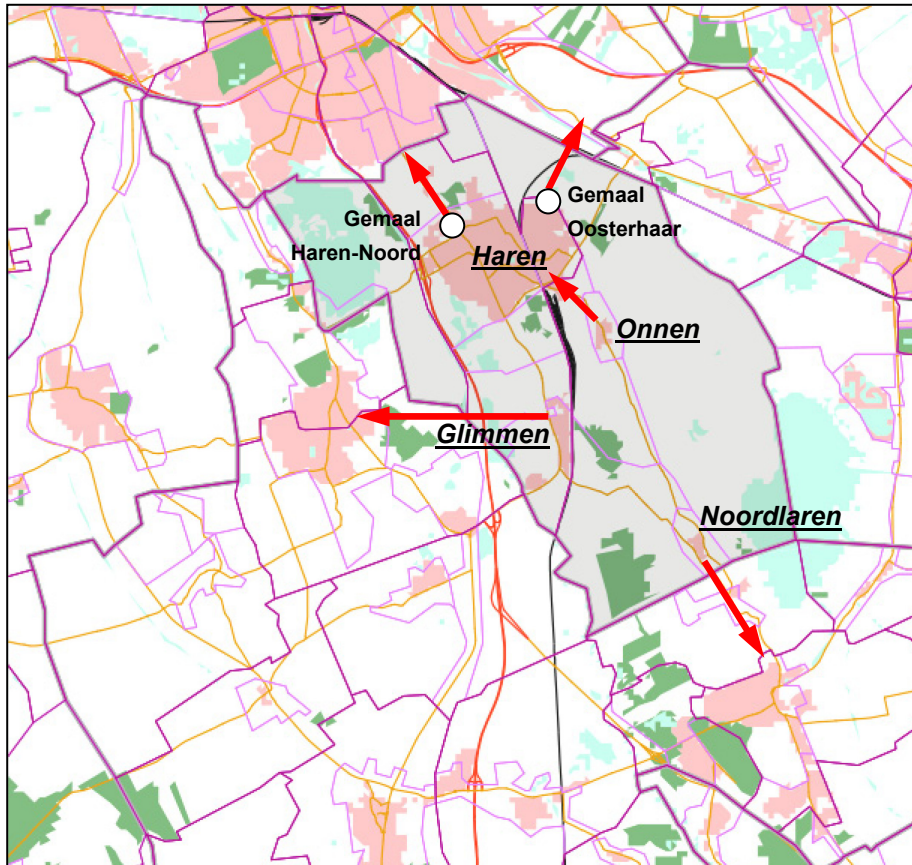 Gemaal
Oosterhaar
Gemaal
Haren-Noord
Haren
Onnen
Glimmen
Noordlaren